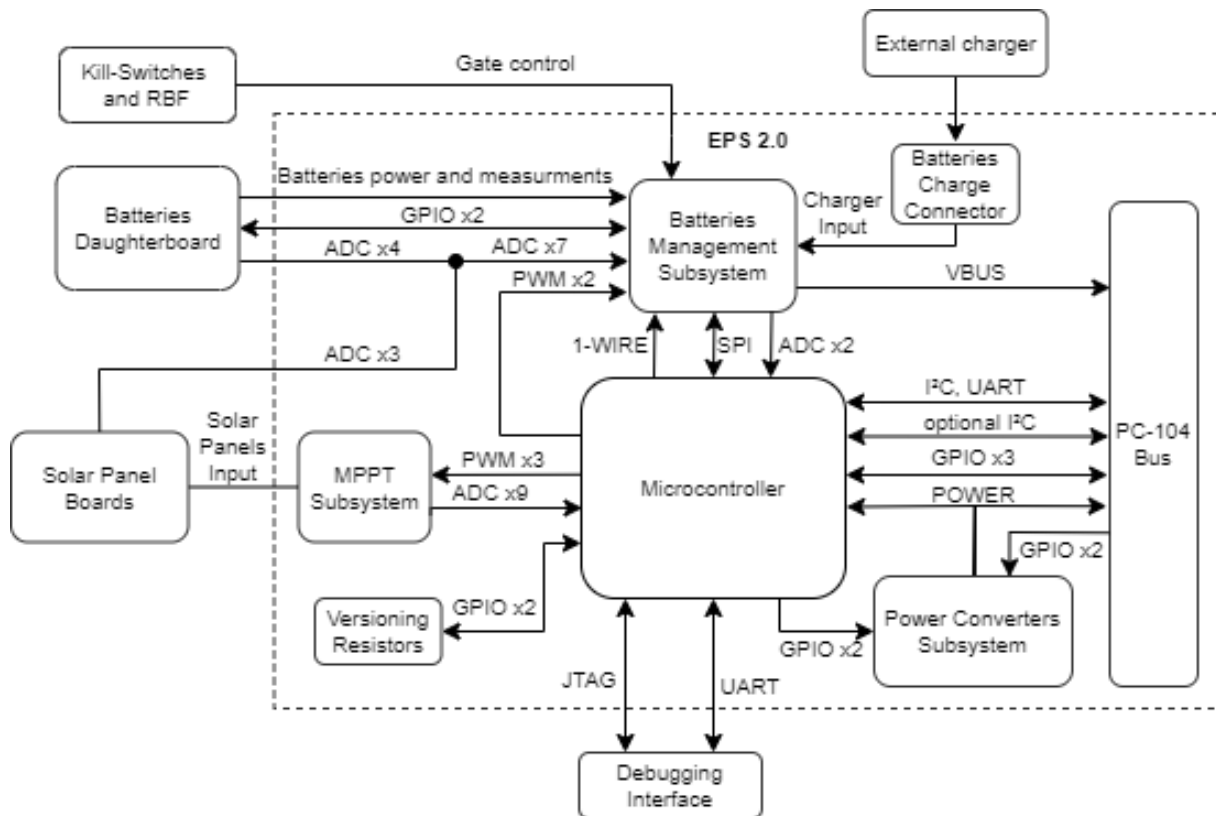 External charger
Kill-Switches
and RBF
Gate control
EPS 2.0
Batteries
Charge
Connector
Batteries power and measurments
Batteries
Daughterboard
GPIO x2
ADC x4
ADC x7
PWM x2
Batteries
Management
Subsystem
Charger
Input
VBUS
1-WIRE
SPI
ADC x2
ADC x3
I²C, UART
optional I²C
GPIO x3
POWER
PC-104
Bus
Solar
Panels
Input
Solar Panel
Boards
MPPT
Subsystem
PWM x3
ADC x9
Microcontroller
GPIO x2
Power Converters
Subsystem
GPIO x2
Versioning
Resistors
GPIO x2
JTAG
UART
Debugging
Interface